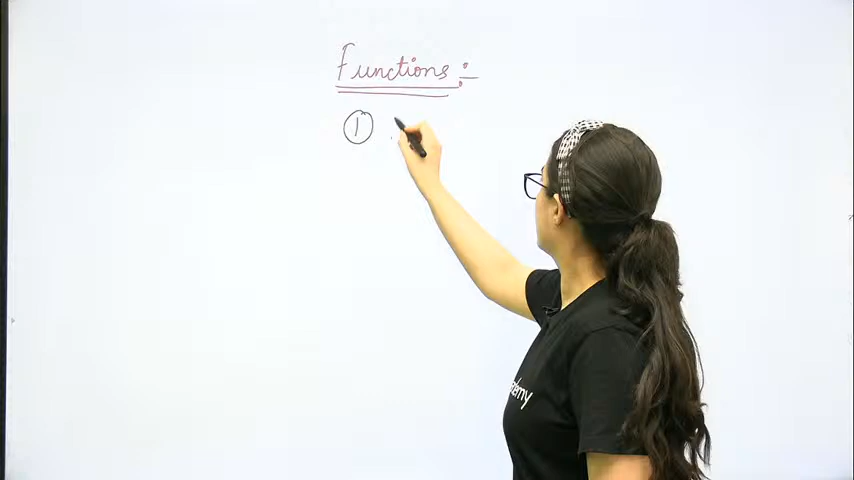 Functions :-
①